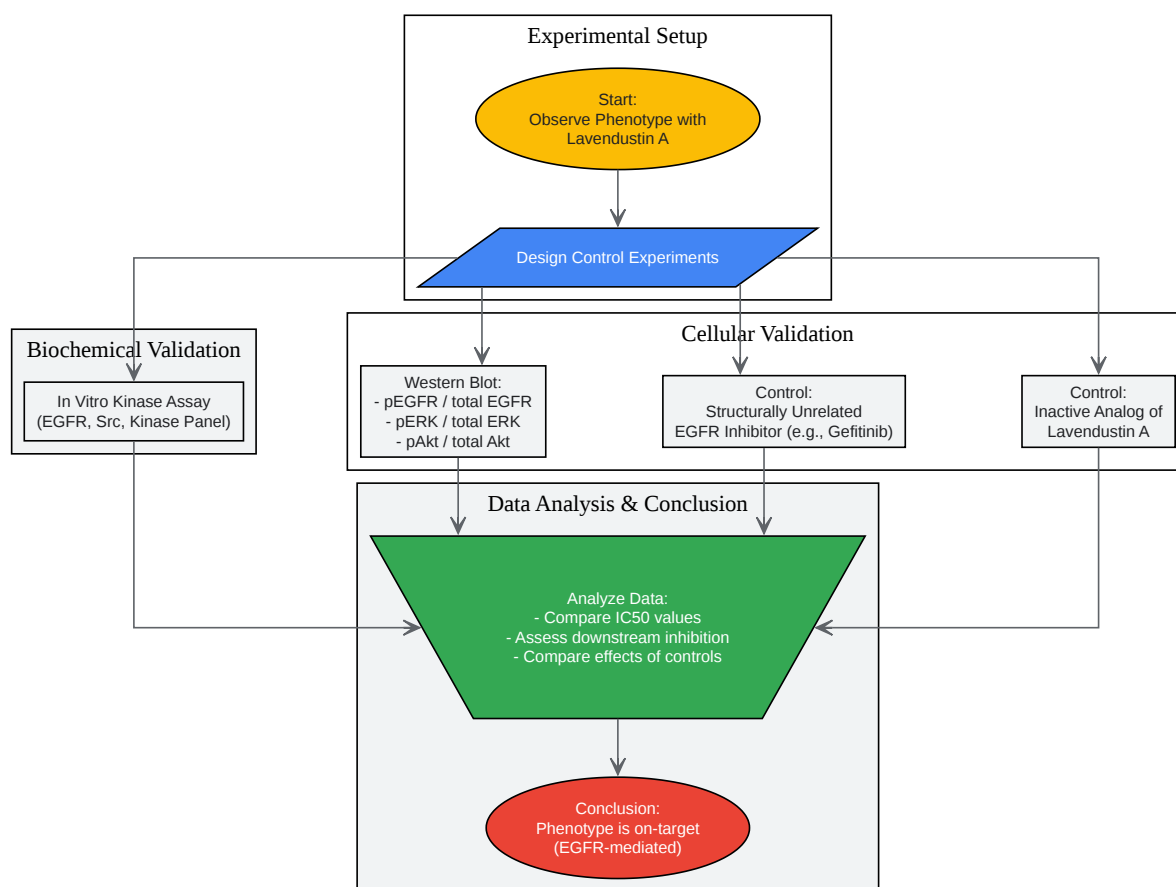 Experimental Setup
Start:
Observe Phenotype with
Lavendustin A
Design Control Experiments
Biochemical Validation
In Vitro Kinase Assay
(EGFR, Src, Kinase Panel)
Cellular Validation
Western Blot:
- pEGFR / total EGFR
- pERK / total ERK
- pAkt / total Akt
Control:
Structurally Unrelated
EGFR Inhibitor (e.g., Gefitinib)
Control:
Inactive Analog of
Lavendustin A
Data Analysis & Conclusion
Analyze Data:
- Compare IC50 values
- Assess downstream inhibition
- Compare effects of controls
Conclusion:
Phenotype is on-target
(EGFR-mediated)